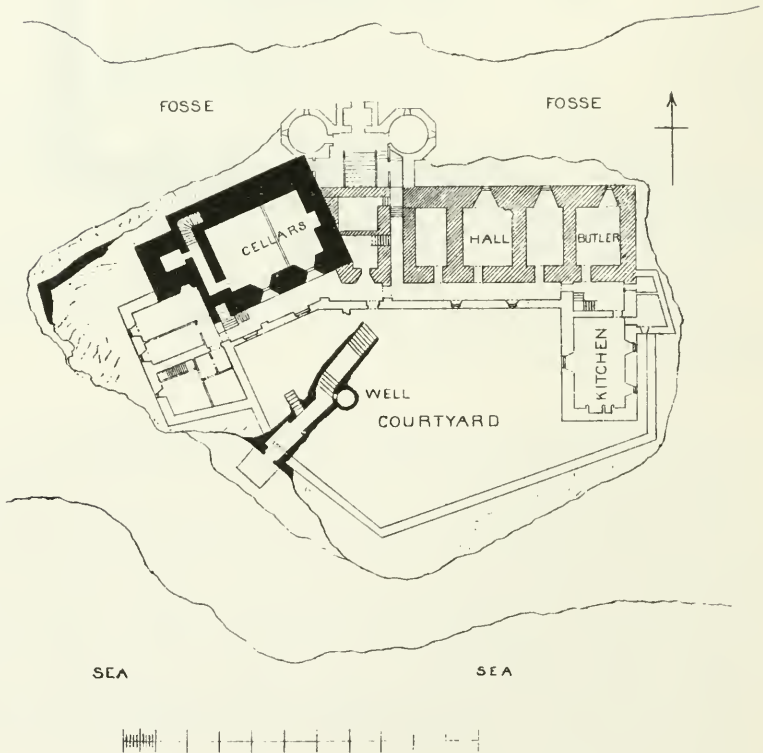 FOSSE
FOSSE
CELLARS
HALL
BUTLER
KITCHEN
WELL
COURTYARD
SEA
SEA